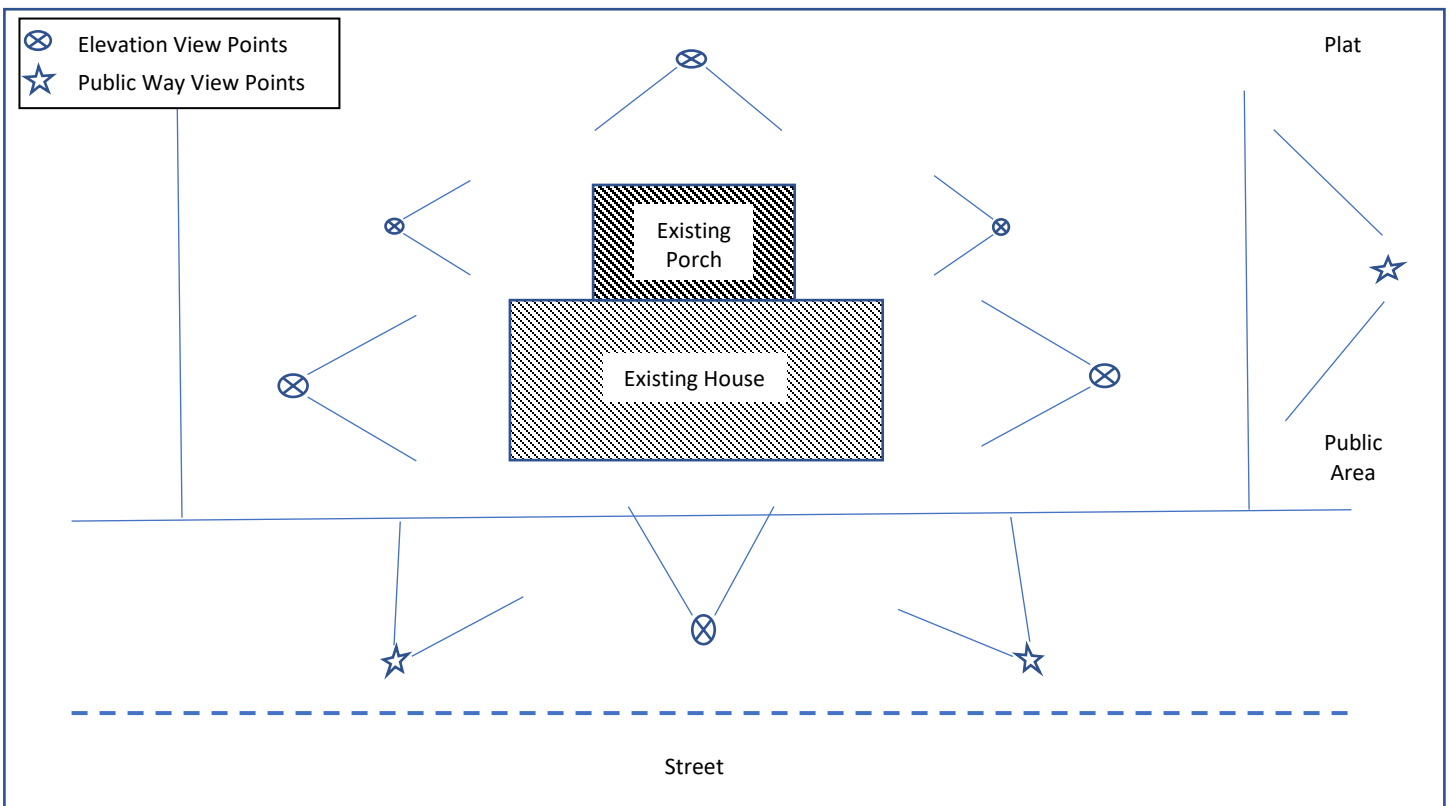 Elevation View Points
Public Way View Points
Plat
Existing
Porch
Existing House
Public
Area
Street